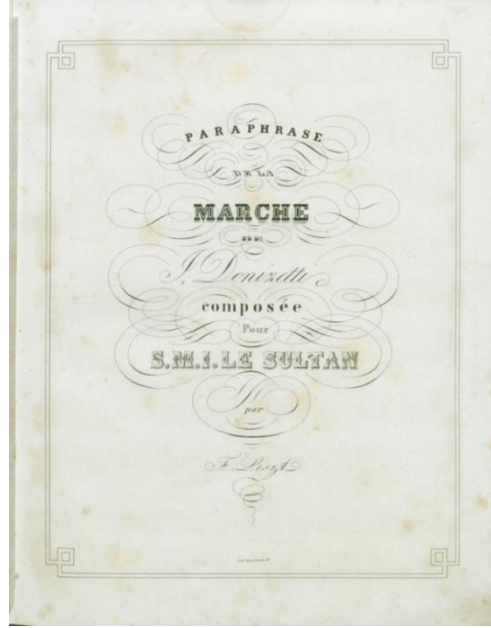 PARAPHRASE
DE LA
MARCHE
DE
J. Donizetti
composée
Pour
S.M.I. LE SULTAN
par
F. Liszt